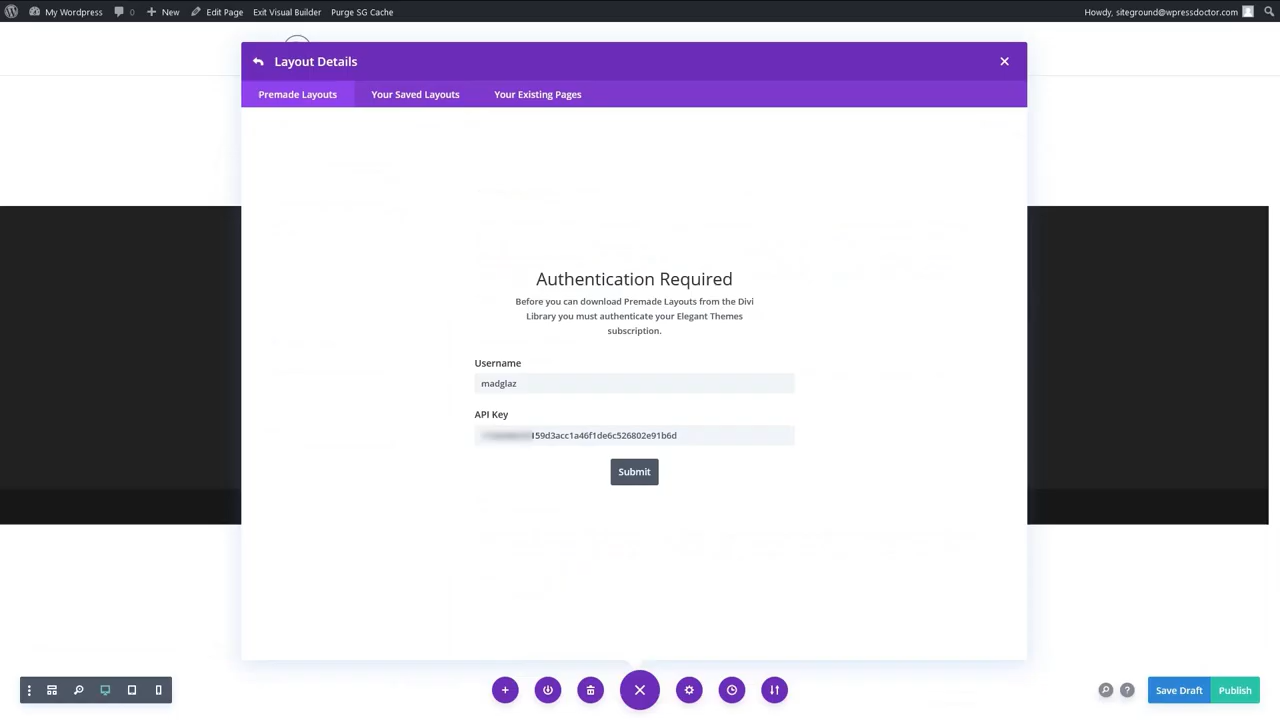 My Wordpress 0 New Edit Page Exit Visual Builder Purge SG Cache Howdy, siteground@wpressdoctor.com
Layout Details
Premade Layouts Your Saved Layouts Your Existing Pages
Authentication Required
Before you can download Premade Layouts from the Divi
Library you must authenticate your Elegant Themes
subscription.
Username
madglaz
API Key
159d3acc1a46f1de6c526802e91b6d
Submit
Save Draft Publish